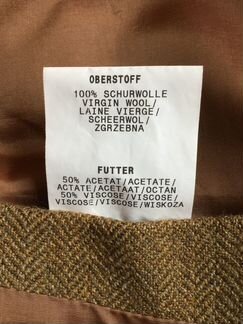 OBERSTOFF
100% SCHURWOLLE
VIRGIN WOOL/
LAINE VIERGE/
SCHEERWOL/
ZGRZEBNA
FUTTER
50% ACETAT/ACETATE/
ACTATE/ACETAAT/OCTAN
50% VISCOSE/VISCOSE/
VISCOSE/VISCOSE/WISKOZA